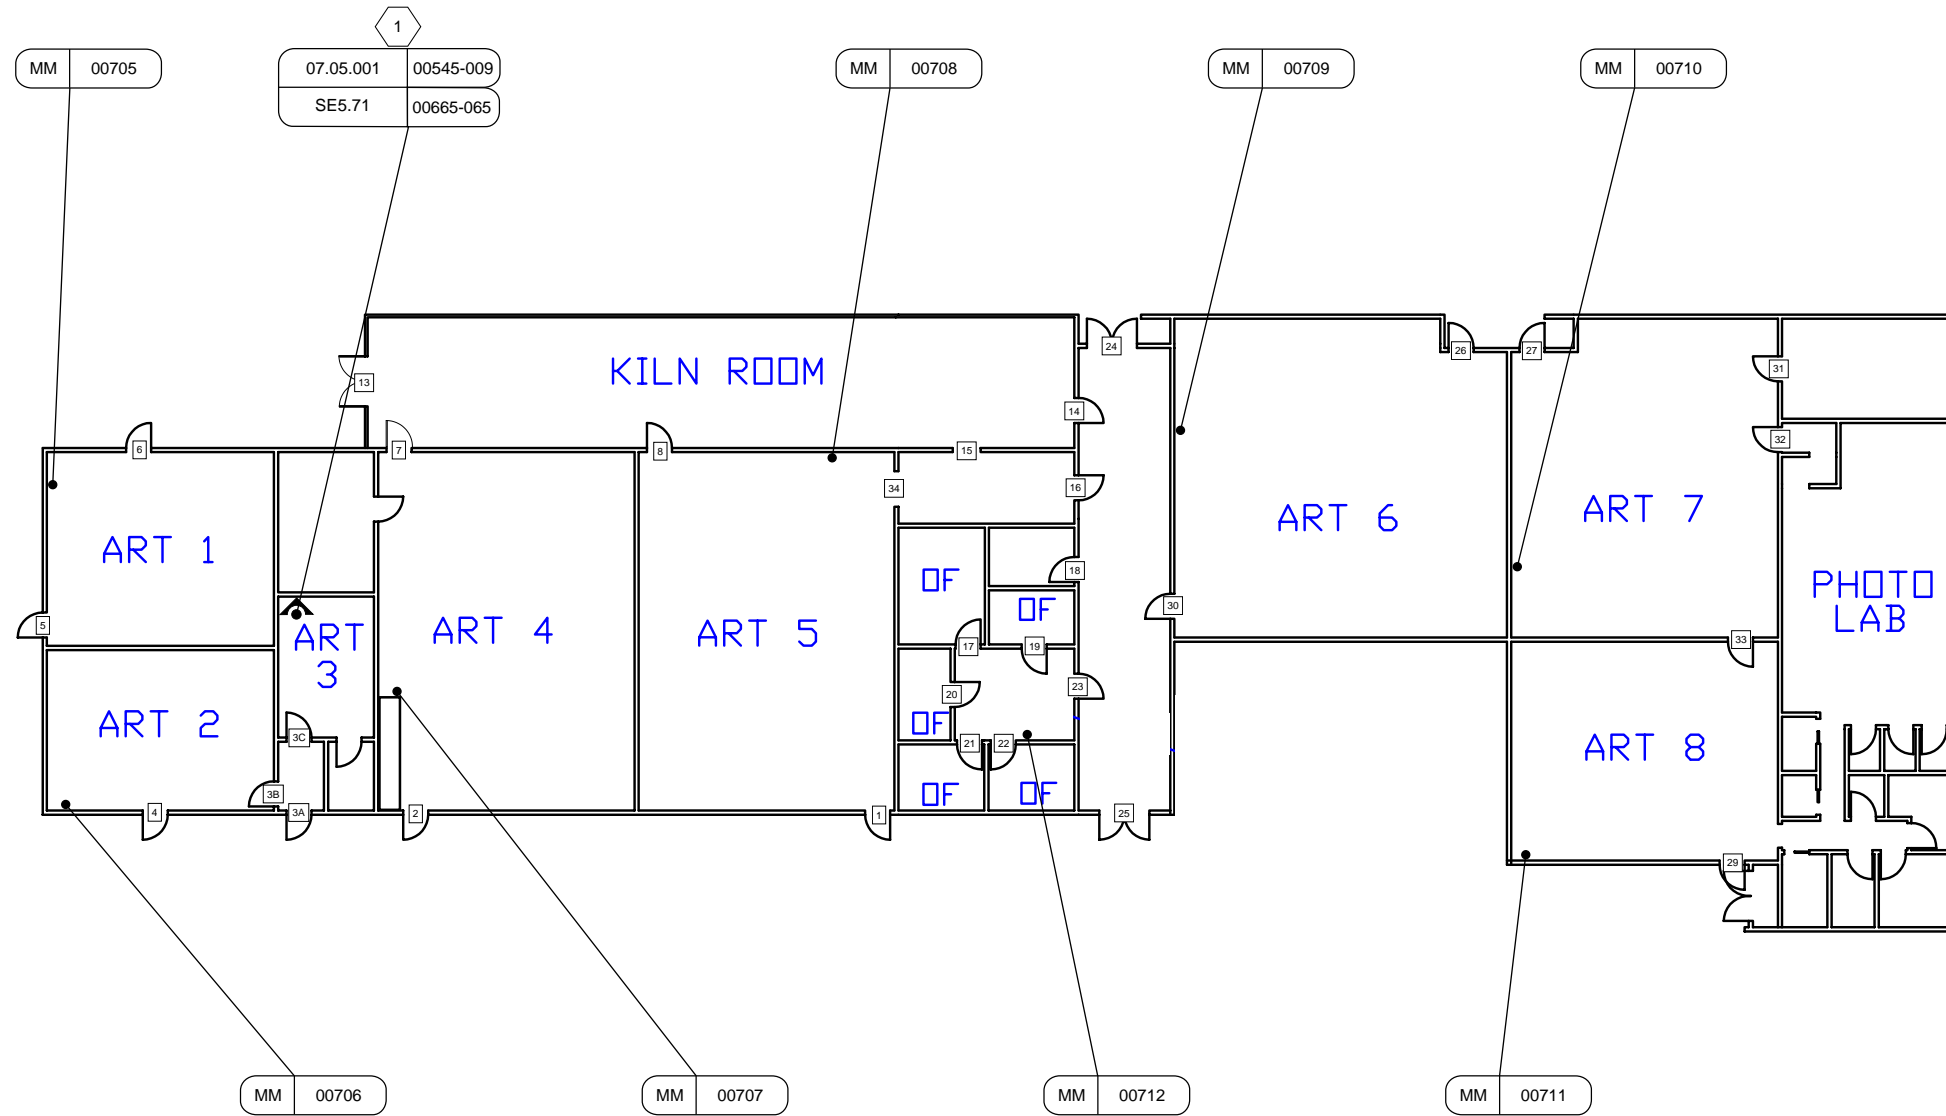 1
MM 00705
07.05.001 00545-009
SE5.71 00665-065
MM 00708
MM 00709
MM 00710
KILN ROOM
24
26
27
31
13
14
32
6
7
8
15
34
16
ART 1
ART 6
ART 7
OF
18
PHOTO
LAB
OF
30
5
ART
3
ART 4
ART 5
17
19
33
20
23
ART 2
OF
3C
21
22
ART 8
OF
OF
3B
4
3A
2
1
25
29
MM 00706
MM 00707
MM 00712
MM 00711